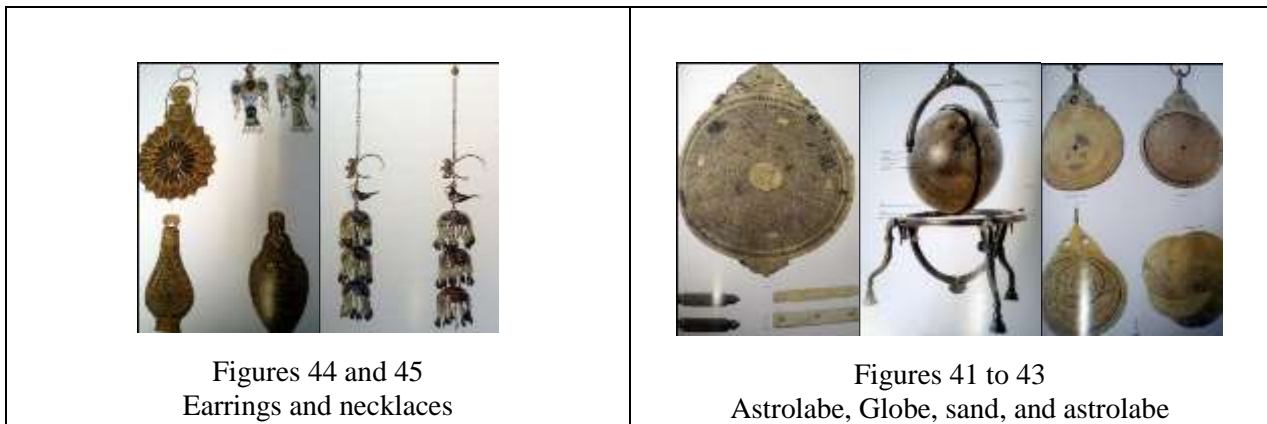 Figures 44 and 45
Earrings and necklaces
Figures 41 to 43
Astrolabe, Globe, sand, and astrolabe